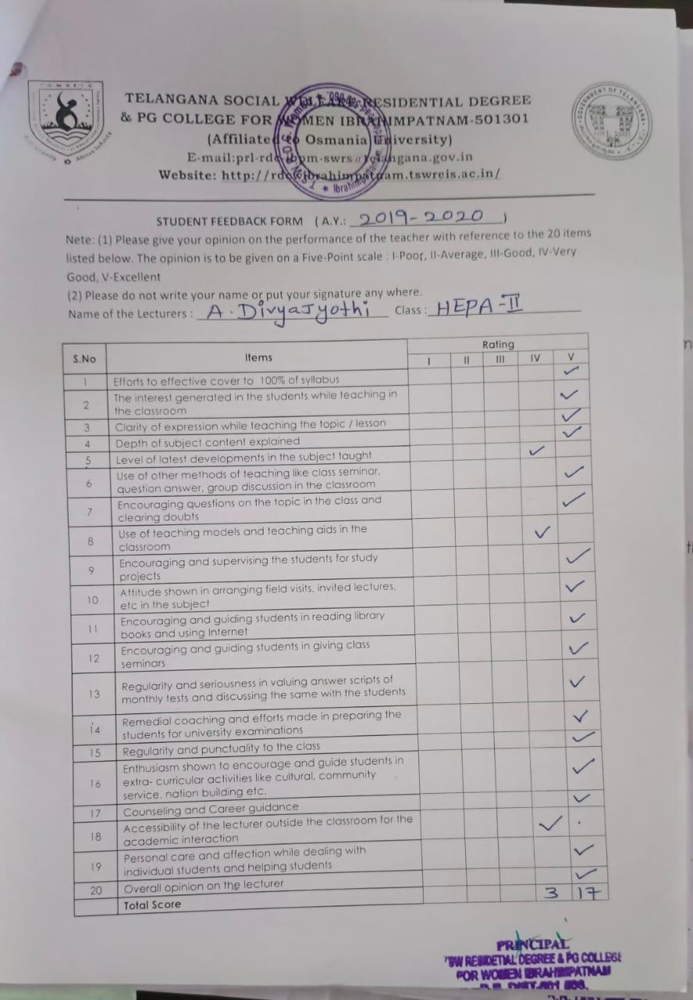 TSWREIS
TELANGANA SOCIAL WELFARE RESIDENTIAL DEGREE
& PG COLLEGE FOR WOMEN IBRAHIMPATNAM-501301
(Affiliated to Osmania University)
GOVERNMENT OF TELANGANA
E-mail:prl-rdc-ibpm-swrs@telangana.gov.in
Website: http://rdcwibrahimpatnam.tswreis.ac.in/
STUDENT FEEDBACK FORM ( A.Y.: 2019-2020 )
Note: (1) Please give your opinion on the performance of the teacher with reference to the 20 items
listed below. The opinion is to be given on a Five-Point scale : I-Poor, II-Average, III-Good, IV-Very
Good, V-Excellent
(2) Please do not write your name or put your signature any where.
Name of the Lecturers : A. DivyaJyothi Class : HEPA-II
S.No Items Rating
I II III IV V
1 Efforts to effective cover to 100% of syllabus ✓
2 The interest generated in the students while teaching in
the classroom ✓
3 Clarity of expression while teaching the topic / lesson ✓
4 Depth of subject content explained ✓
5 Level of latest developments in the subject taught ✓
6 Use of other methods of teaching like class seminar,
question answer, group discussion in the classroom ✓
7 Encouraging questions on the topic in the class and
clearing doubts ✓
8 Use of teaching models and teaching aids in the
classroom ✓
9 Encouraging and supervising the students for study
projects ✓
10 Attitude shown in arranging field visits, invited lectures,
etc in the subject ✓
11 Encouraging and guiding students in reading library
books and using Internet ✓
12 Encouraging and guiding students in giving class
seminars ✓
13 Regularity and seriousness in valuing answer scripts of
monthly tests and discussing the same with the students ✓
14 Remedial coaching and efforts made in preparing the
students for university examinations ✓
15 Regularity and punctuality to the class ✓
16 Enthusiasm shown to encourage and guide students in
extra- curricular activities like cultural, community
service, nation building etc. ✓
17 Counseling and Career guidance ✓
18 Accessibility of the lecturer outside the classroom for the
academic interaction ✓
19 Personal care and affection while dealing with
individual students and helping students ✓
20 Overall opinion on the lecturer ✓
Total Score 3 17
PRINCIPAL
TSW RESIDETIAL DEGREE & PG COLLEGE
FOR WOMEN IBRAHIMPATNAM